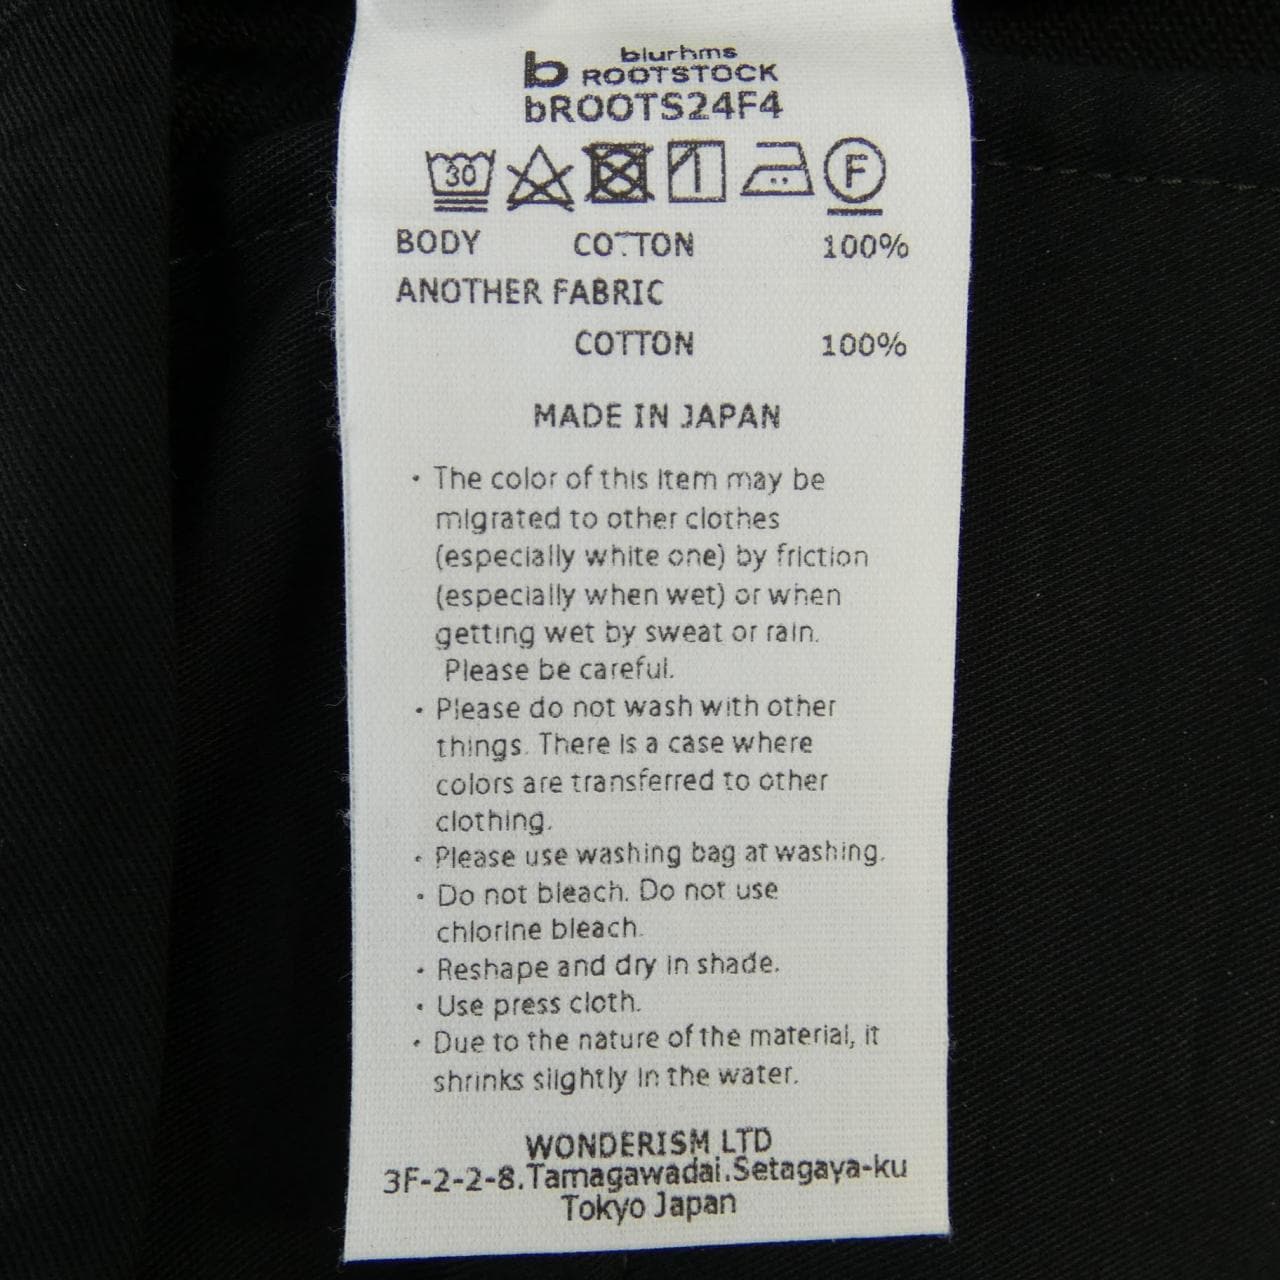 b blurhms
ROOTSTOCK
bROOTS24F4
30 F
BODY COTTON 100%
ANOTHER FABRIC
COTTON 100%
MADE IN JAPAN
・The color of this item may be
migrated to other clothes
(especially white one) by friction
(especially when wet) or when
getting wet by sweat or rain.
Please be careful.
・Please do not wash with other
things. There is a case where
colors are transferred to other
clothing.
・Please use washing bag at washing.
・Do not bleach. Do not use
chlorine bleach.
・Reshape and dry in shade.
・Use press cloth.
・Due to the nature of the material, it
shrinks slightly in the water.
WONDERISM LTD
3F-2-2-8.Tamagawadai.Setagaya-ku
Tokyo Japan